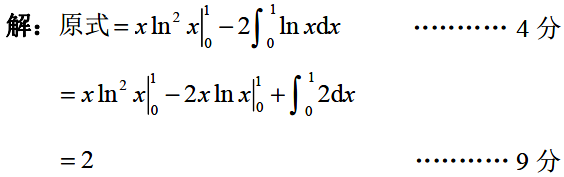 解：原式 = x ln² x|₀¹ − 2∫₀¹ ln xdx ⋯⋯⋯⋯ 4 分
= x ln² x|₀¹ − 2x ln x|₀¹ + ∫₀¹ 2dx
= 2 ⋯⋯⋯⋯ 9 分